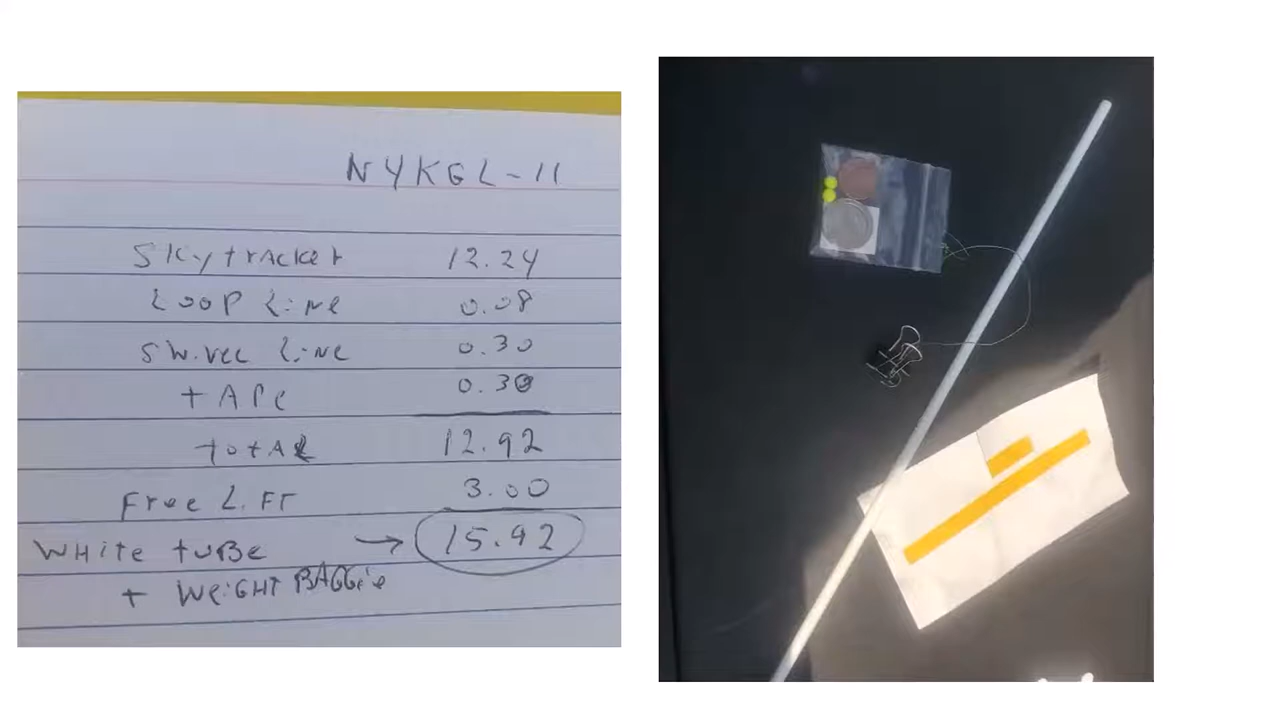 NYKGL-11
Skytracker 12.24
Loop Line 0.08
Swivel Line 0.30
tape 0.30
total 12.92
Free Lift 3.00
White tube → 15.92
+ Weight Baggie